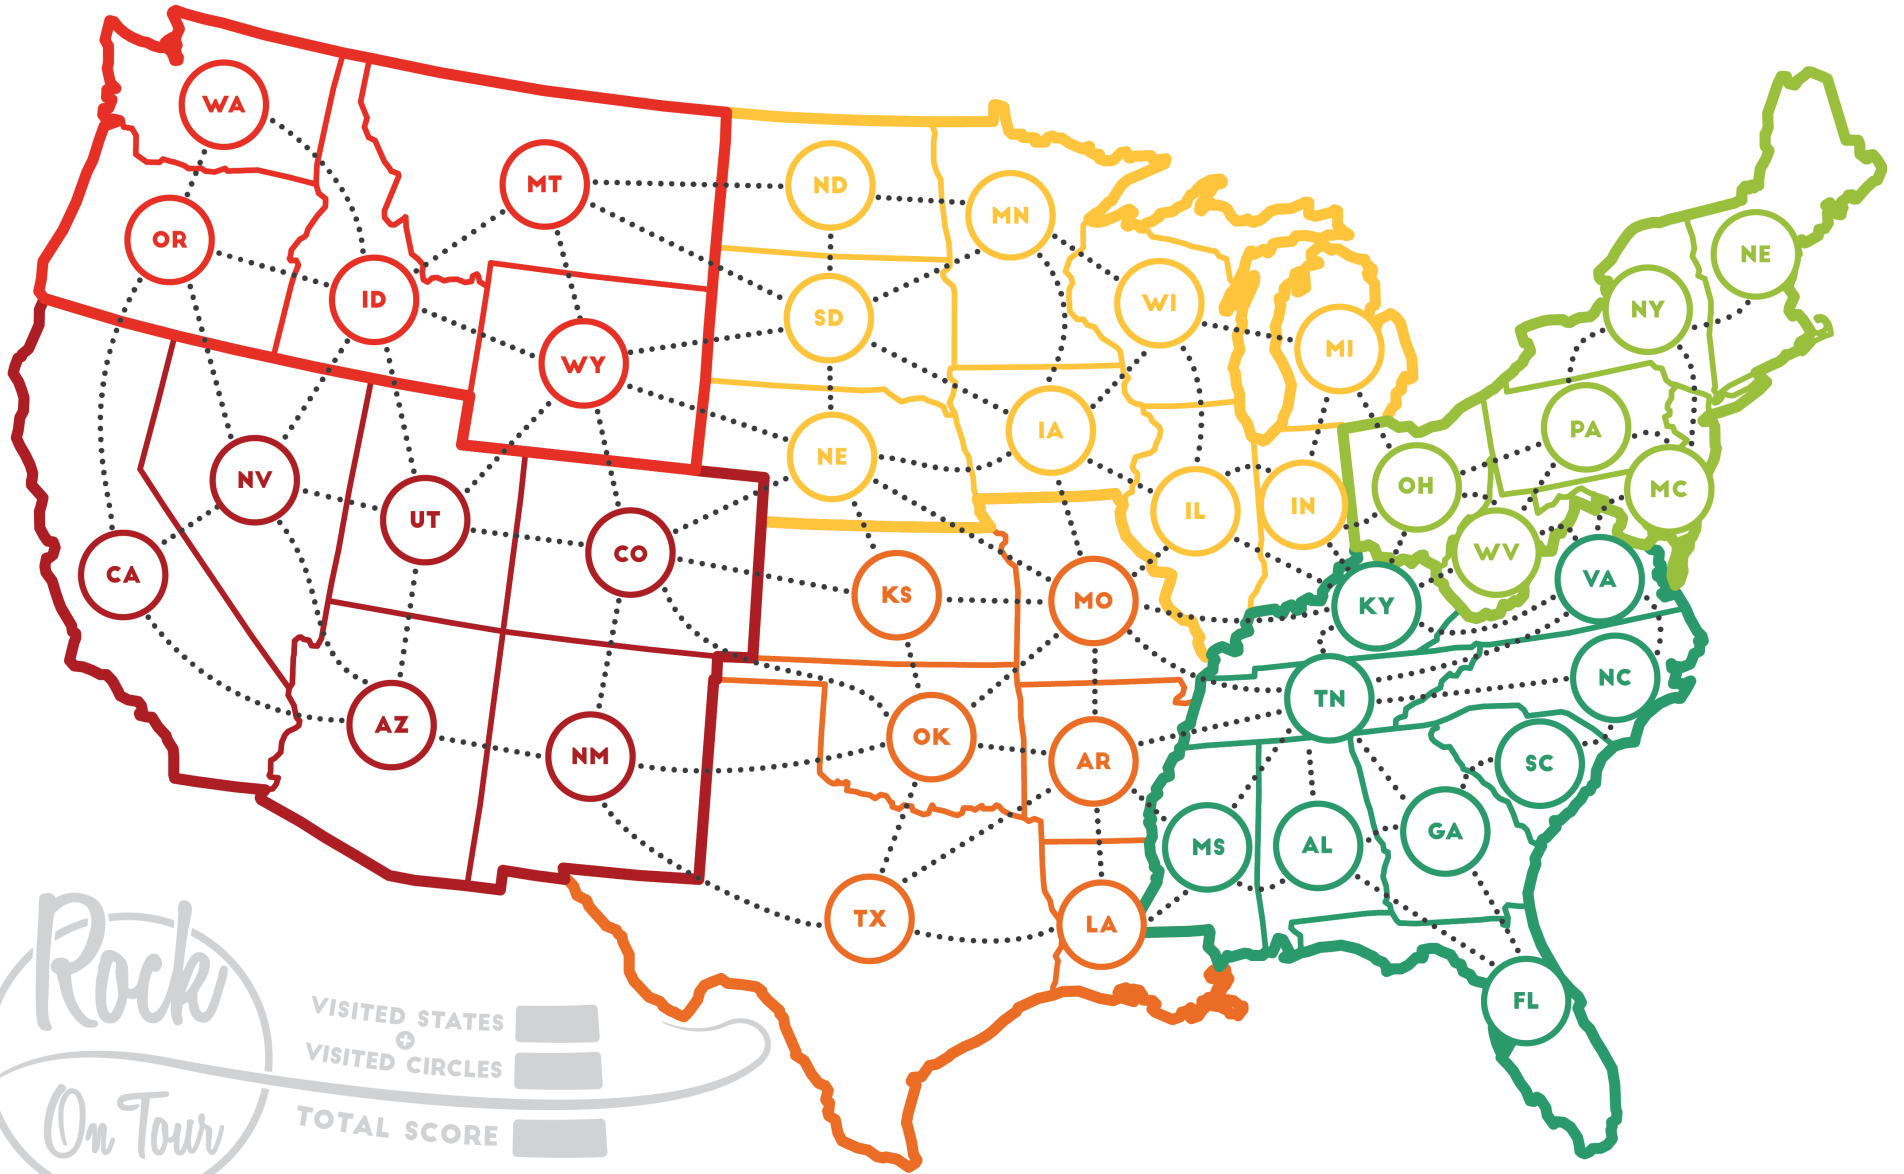 WA
MT
ND
MN
OR
ID
NE
WI
NY
SD
MI
WY
IA
PA
NE
NV
OH
MC
IL
IN
UT
CO
WV
CA
KS
MO
KY
VA
AZ
NM
OK
AR
TN
NC
SC
MS
AL
GA
TX
LA
FL
Rock
On Tour
VISITED STATES
+
VISITED CIRCLES
TOTAL SCORE